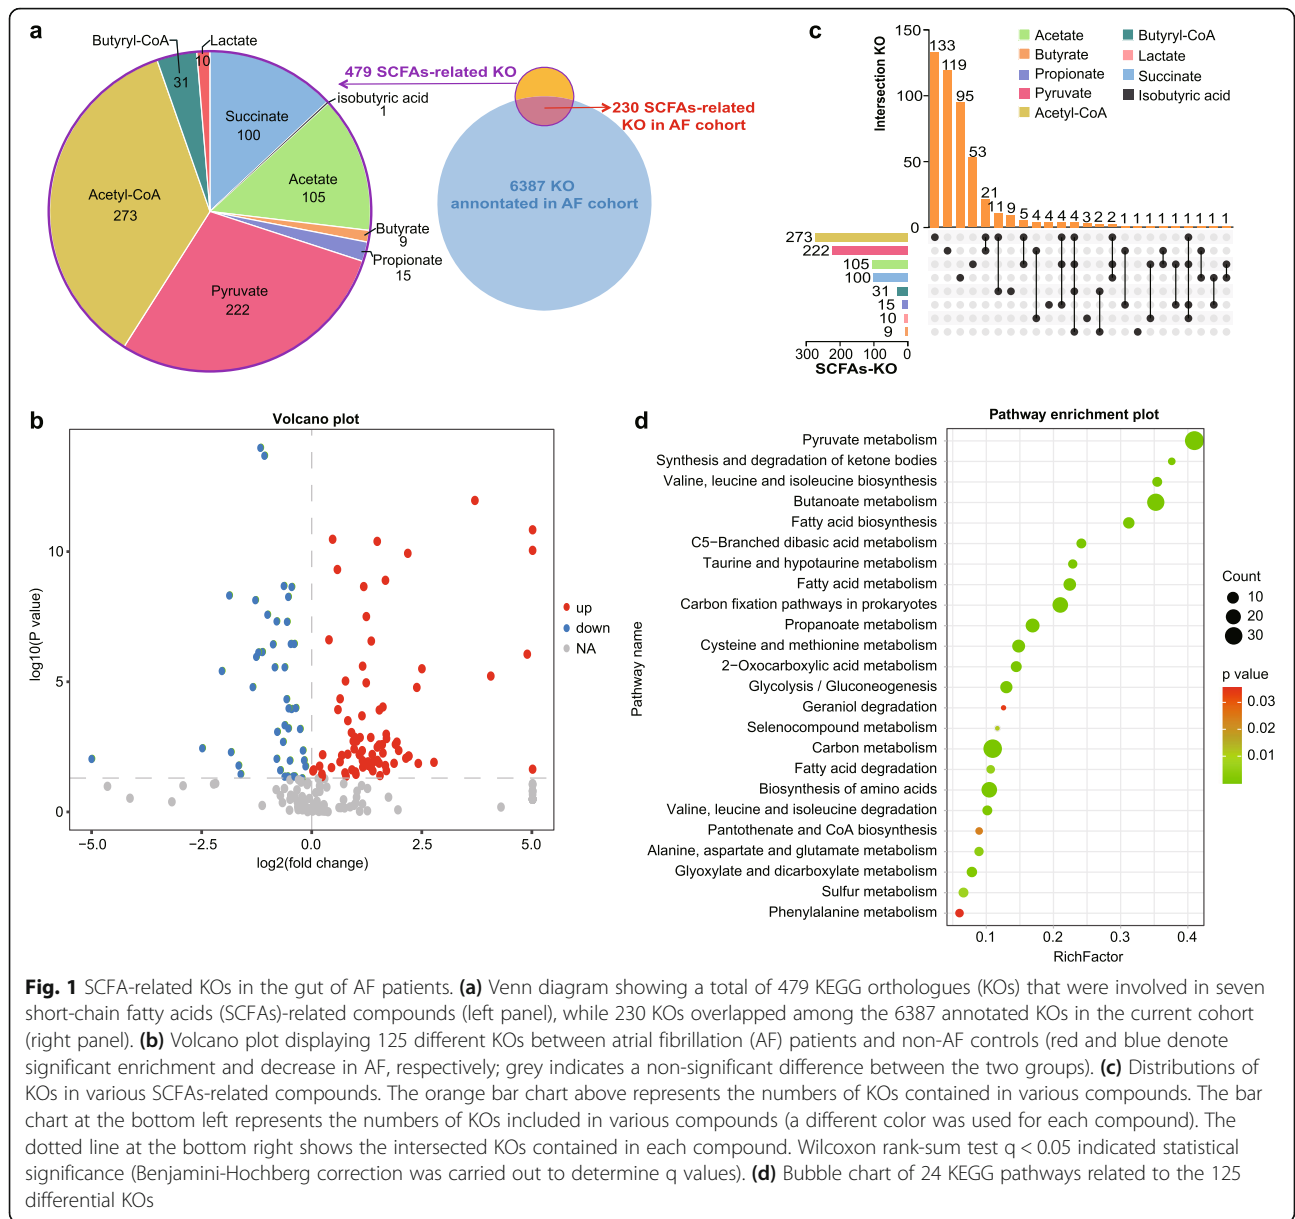 a
Butyryl-CoA
Lactate
10
31
479 SCFAs-related KO
isobutyric acid
1
Succinate
100
230 SCFAs-related
KO in AF cohort
Acetate
105
Acetyl-CoA
273
6387 KO
annontated in AF cohort
Butyrate
9
Propionate
15
Pyruvate
222
c
Intersection KO
150
100
50
0
133
119
95
53
21
11
9
5
4
4
4
4
3
2
2
1
1
1
1
1
1
1
1
1
Acetate
Butyrate
Propionate
Pyruvate
Acetyl-CoA
Butyryl-CoA
Lactate
Succinate
Isobutyric acid
273
222
105
100
31
15
10
9
300 200 100 0
SCFAs-KO
b
Volcano plot
log10(P value)
10
5
0
−5.0 −2.5 0.0 2.5 5.0
log2(fold change)
up
down
NA
d
Pathway enrichment plot
Pathway name
Pyruvate metabolism
Synthesis and degradation of ketone bodies
Valine, leucine and isoleucine biosynthesis
Butanoate metabolism
Fatty acid biosynthesis
C5−Branched dibasic acid metabolism
Taurine and hypotaurine metabolism
Fatty acid metabolism
Carbon fixation pathways in prokaryotes
Propanoate metabolism
Cysteine and methionine metabolism
2−Oxocarboxylic acid metabolism
Glycolysis / Gluconeogenesis
Geraniol degradation
Selenocompound metabolism
Carbon metabolism
Fatty acid degradation
Biosynthesis of amino acids
Valine, leucine and isoleucine degradation
Pantothenate and CoA biosynthesis
Alanine, aspartate and glutamate metabolism
Glyoxylate and dicarboxylate metabolism
Sulfur metabolism
Phenylalanine metabolism
0.1 0.2 0.3 0.4
RichFactor
Count
10
20
30
p value
0.03
0.02
0.01
Fig. 1 SCFA-related KOs in the gut of AF patients. (a) Venn diagram showing a total of 479 KEGG orthologues (KOs) that were involved in seven
short-chain fatty acids (SCFAs)-related compounds (left panel), while 230 KOs overlapped among the 6387 annotated KOs in the current cohort
(right panel). (b) Volcano plot displaying 125 different KOs between atrial fibrillation (AF) patients and non-AF controls (red and blue denote
significant enrichment and decrease in AF, respectively; grey indicates a non-significant difference between the two groups). (c) Distributions of
KOs in various SCFAs-related compounds. The orange bar chart above represents the numbers of KOs contained in various compounds. The bar
chart at the bottom left represents the numbers of KOs included in various compounds (a different color was used for each compound). The
dotted line at the bottom right shows the intersected KOs contained in each compound. Wilcoxon rank-sum test q < 0.05 indicated statistical
significance (Benjamini-Hochberg correction was carried out to determine q values). (d) Bubble chart of 24 KEGG pathways related to the 125
differential KOs